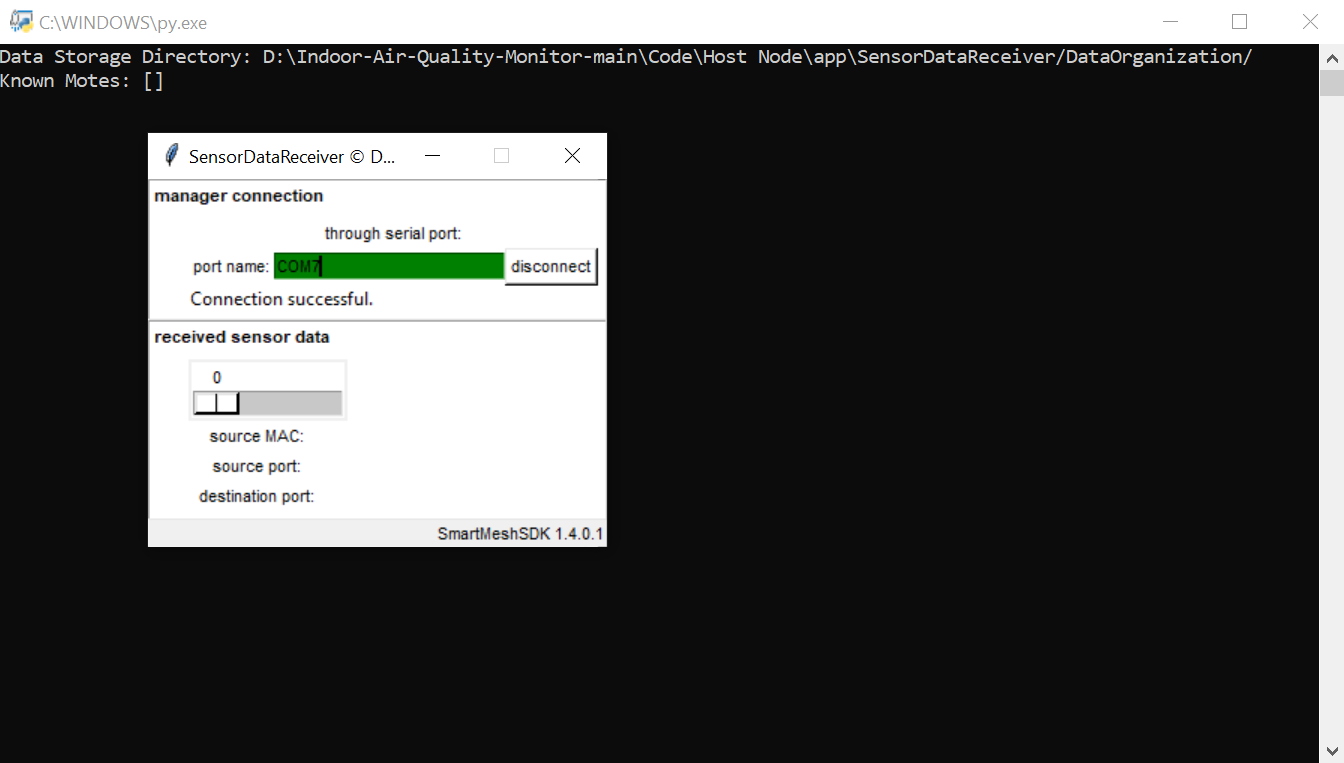 C:\WINDOWS\py.exe
Data Storage Directory: D:\Indoor-Air-Quality-Monitor-main\Code\Host Node\app\SensorDataReceiver/DataOrganization/
Known Motes: []
SensorDataReceiver © D...
manager connection
through serial port:
port name: COM7 disconnect
Connection successful.
received sensor data
0
source MAC:
source port:
destination port:
SmartMeshSDK 1.4.0.1